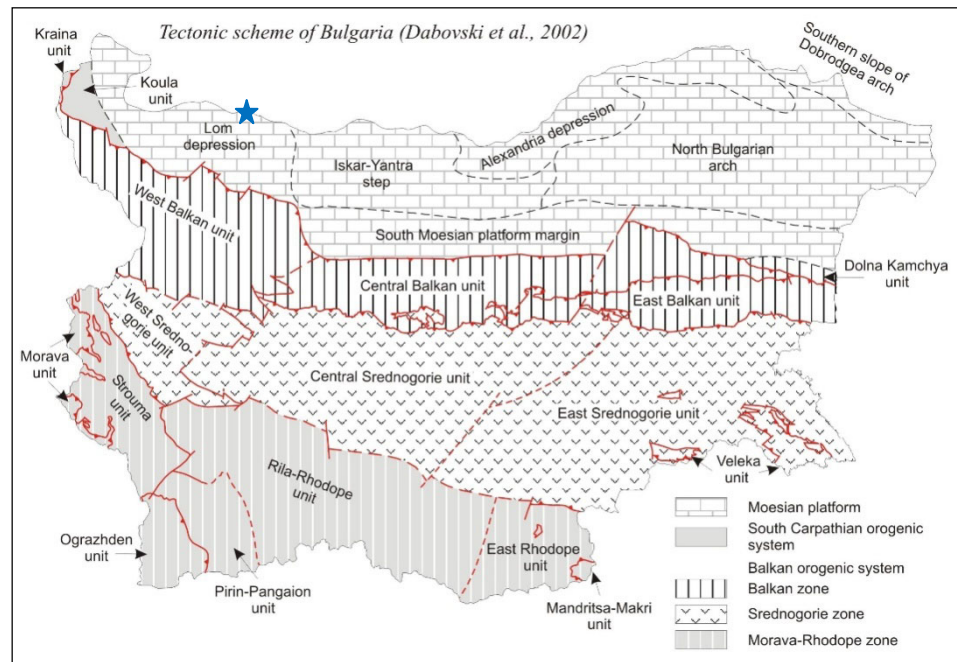 Tectonic scheme of Bulgaria (Dabovski et al., 2002)
Kraina
unit
Koula
unit
Southern slope of
Dobrodgea arch
Lom
depression
Alexandria depression
Iskar-Yantra
step
North Bulgarian
arch
West Balkan unit
South Moesian platform margin
Dolna Kamchya
unit
Central Balkan unit
East Balkan unit
West Sredno-
gorie unit
Morava
unit
Strouma
unit
Central Srednogorie unit
East Srednogorie unit
Veleka
unit
Rila-Rhodope
unit
Ograzhden
unit
East Rhodope
unit
Pirin-Pangaion
unit
Mandritsa-Makri
unit
Moesian platform
South Carpathian orogenic
system
Balkan orogenic system
Balkan zone
Srednogorie zone
Morava-Rhodope zone